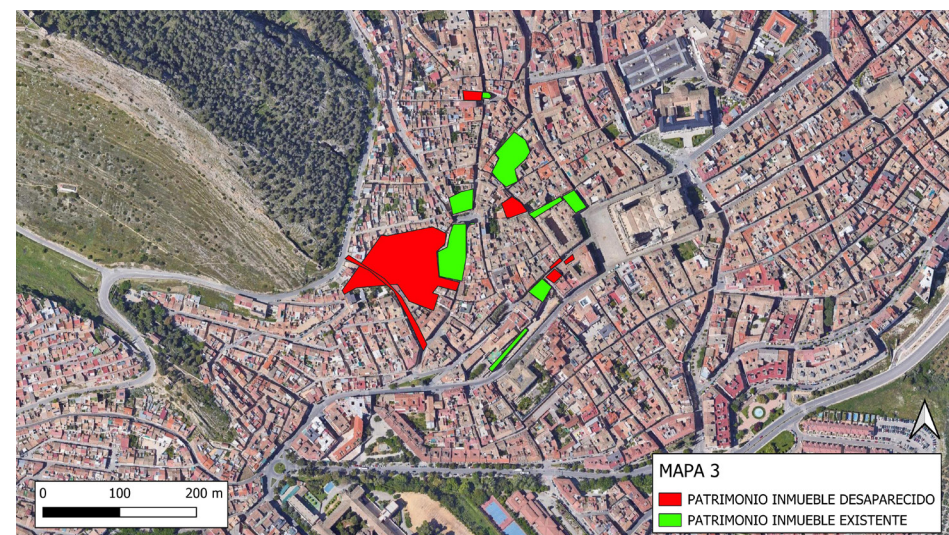 MAPA 3
PATRIMONIO INMUEBLE DESAPARECIDO
PATRIMONIO INMUEBLE EXISTENTE
0 100 200 m